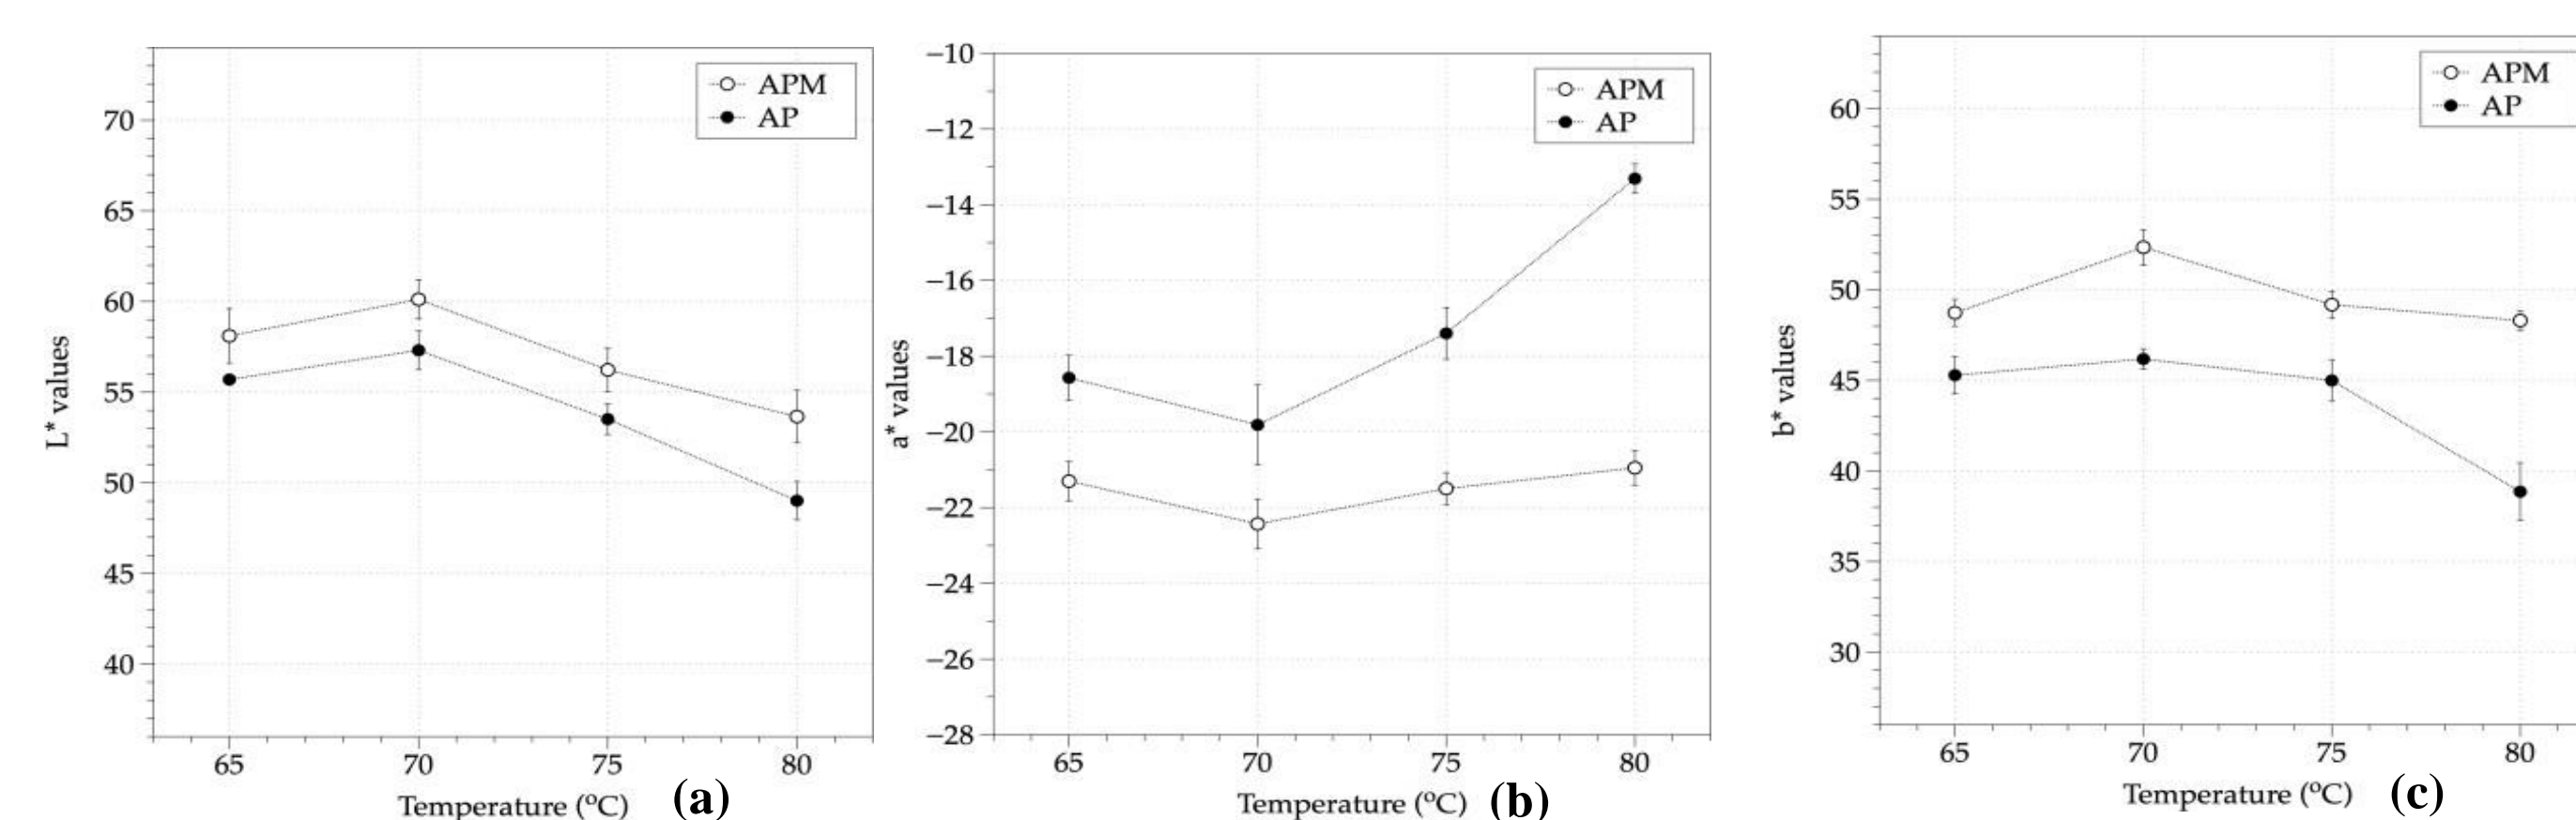 L* values
70
65
60
55
50
45
40
65 70 75 80
Temperature (°C)
(a)
APM
AP
a* values
−10
−12
−14
−16
−18
−20
−22
−24
−26
−28
65 70 75 80
Temperature (°C)
(b)
APM
AP
b* values
60
55
50
45
40
35
30
65 70 75 80
Temperature (°C)
(c)
APM
AP